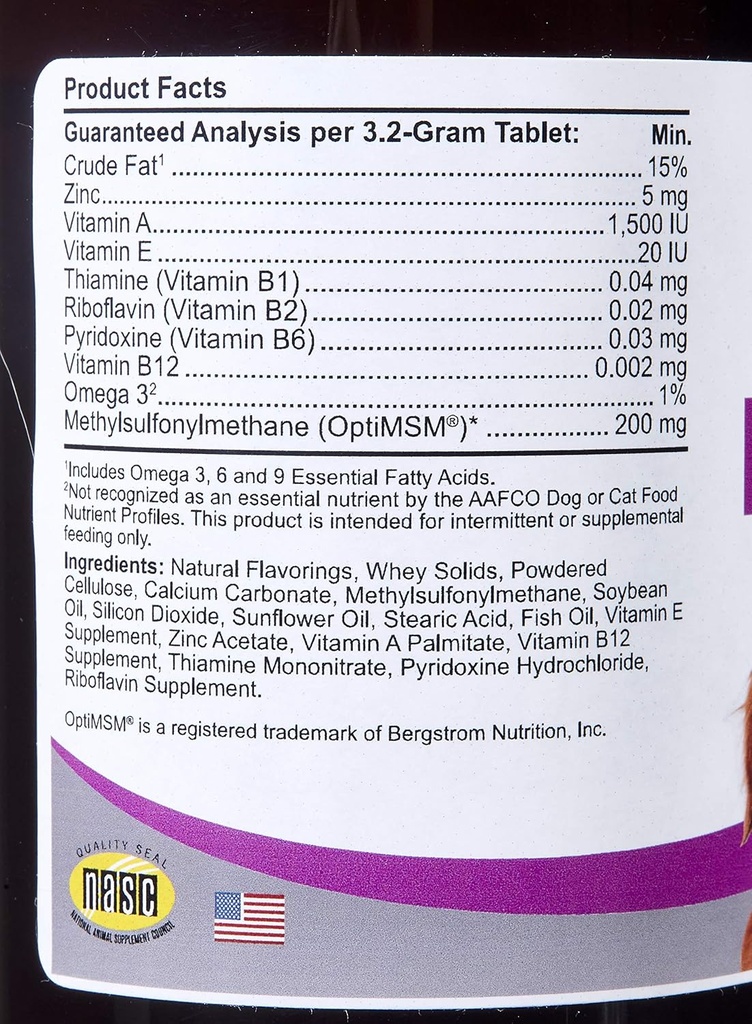 Product Facts
Guaranteed Analysis per 3.2-Gram Tablet: Min.
Crude Fat¹ ........................................................................ 15%
Zinc................................................................................... 5 mg
Vitamin A.....................................................................1,500 IU
Vitamin E .........................................................................20 IU
Thiamine (Vitamin B1)............................................. 0.04 mg
Riboflavin (Vitamin B2)............................................ 0.02 mg
Pyridoxine (Vitamin B6)........................................... 0.03 mg
Vitamin B12 .............................................................. 0.002 mg
Omega 3²........................................................................... 1%
Methylsulfonylmethane (OptiMSM®)* .................. 200 mg
¹Includes Omega 3, 6 and 9 Essential Fatty Acids.
²Not recognized as an essential nutrient by the AAFCO Dog or Cat Food
Nutrient Profiles. This product is intended for intermittent or supplemental
feeding only.
Ingredients: Natural Flavorings, Whey Solids, Powdered
Cellulose, Calcium Carbonate, Methylsulfonylmethane, Soybean
Oil, Silicon Dioxide, Sunflower Oil, Stearic Acid, Fish Oil, Vitamin E
Supplement, Zinc Acetate, Vitamin A Palmitate, Vitamin B12
Supplement, Thiamine Mononitrate, Pyridoxine Hydrochloride,
Riboflavin Supplement.
OptiMSM® is a registered trademark of Bergstrom Nutrition, Inc.
QUALITY SEAL
nasc
NATIONAL ANIMAL SUPPLEMENT COUNCIL